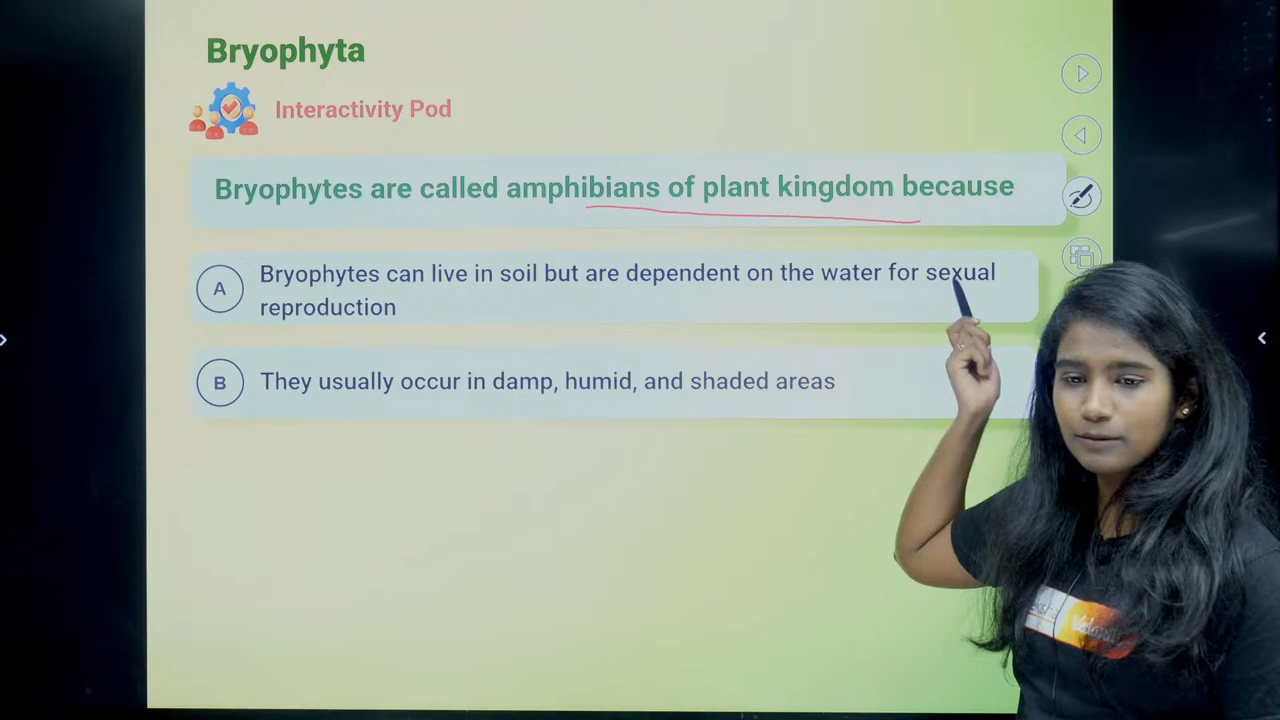 Bryophyta
Interactivity Pod
Bryophytes are called amphibians of plant kingdom because
A
Bryophytes can live in soil but are dependent on the water for sexual
reproduction
B
They usually occur in damp, humid, and shaded areas